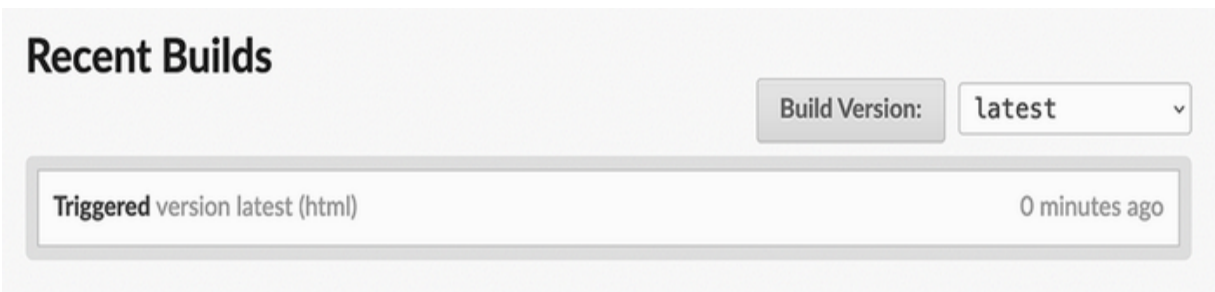 Recent Builds
Build Version: latest
Triggered version latest (html) 0 minutes ago